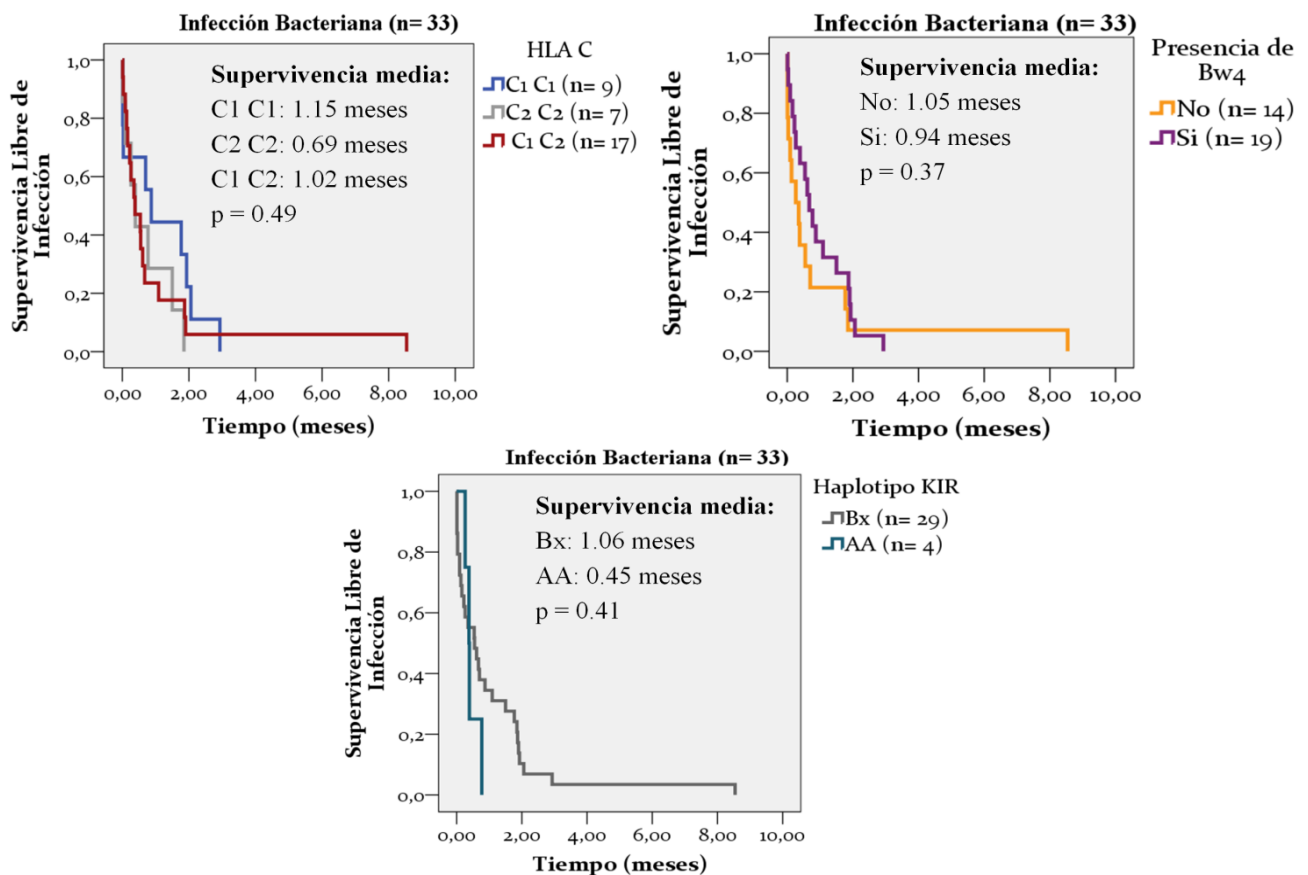 Infección Bacteriana (n= 33)
HLA C
C1 C1 (n= 9)
C2 C2 (n= 7)
C1 C2 (n= 17)
Supervivencia media:
C1 C1: 1.15 meses
C2 C2: 0.69 meses
C1 C2: 1.02 meses
p = 0.49
Supervivencia Libre de
Infección
1,0
0,8
0,6
0,4
0,2
0,0
0,00 2,00 4,00 6,00 8,00 10,00
Tiempo (meses)
Infección Bacteriana (n= 33)
Presencia de
Bw4
No (n= 14)
Si (n= 19)
Supervivencia media:
No: 1.05 meses
Si: 0.94 meses
p = 0.37
Supervivencia Libre de
Infección
1,0
0,8
0,6
0,4
0,2
0,0
0,00 2,00 4,00 6,00 8,00 10,00
Tiempo (meses)
Infección Bacteriana (n= 33)
Haplotipo KIR
Bx (n= 29)
AA (n= 4)
Supervivencia media:
Bx: 1.06 meses
AA: 0.45 meses
p = 0.41
Supervivencia Libre de
Infección
1,0
0,8
0,6
0,4
0,2
0,0
0,00 2,00 4,00 6,00 8,00 10,00
Tiempo (meses)